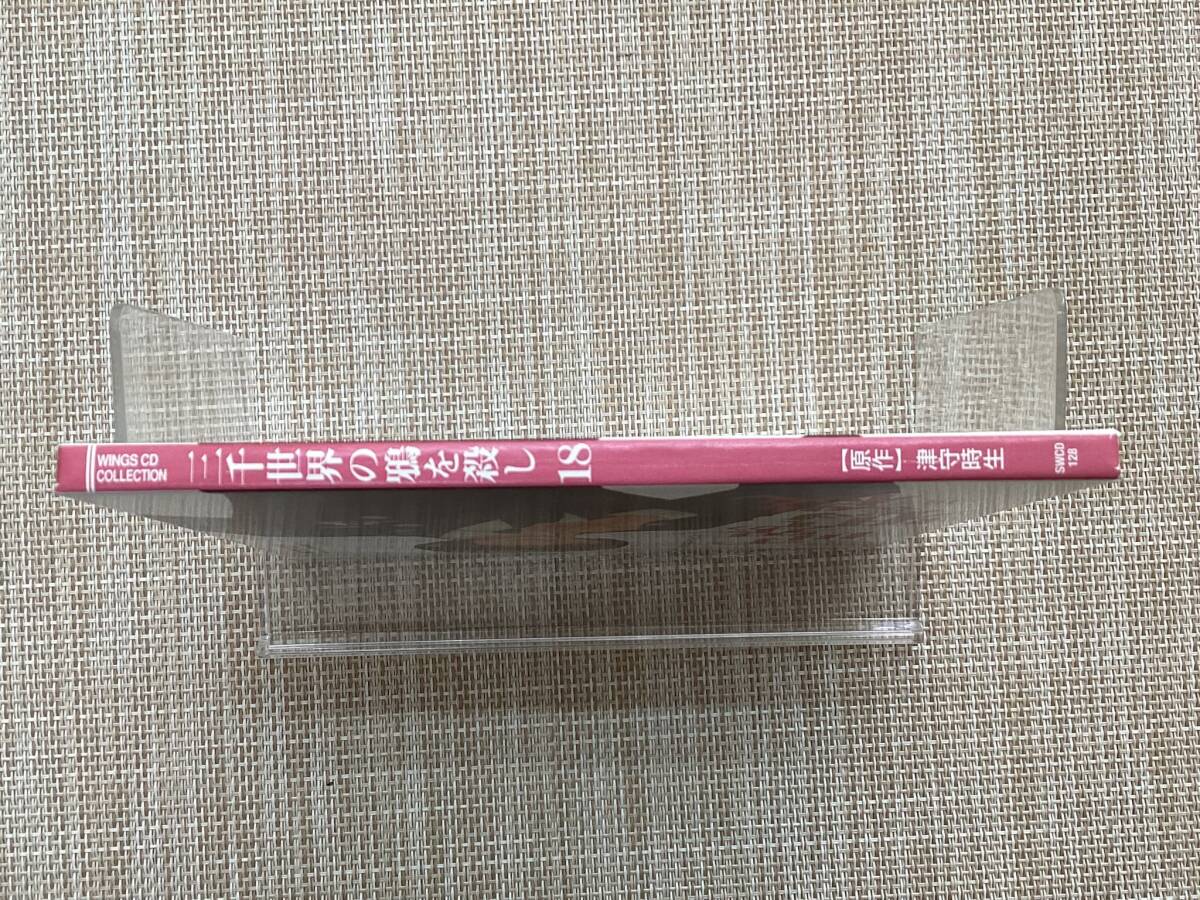 WINGS CD
COLLECTION
三千世界の鴉を殺し 18
【原作】津守時生
SWCD
128